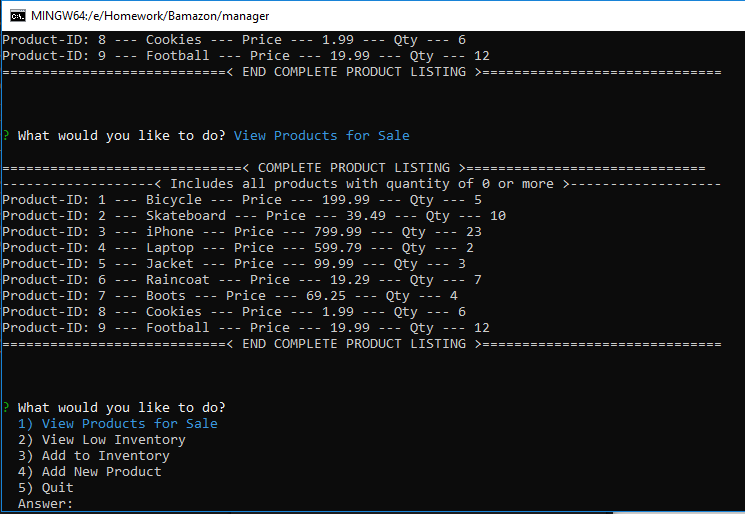 MINGW64:/e/Homework/Bamazon/manager
Product-ID: 8 --- Cookies --- Price --- 1.99 --- Qty --- 6
Product-ID: 9 --- Football --- Price --- 19.99 --- Qty --- 12
============================< END COMPLETE PRODUCT LISTING >==============================
? What would you like to do? View Products for Sale
==============================< COMPLETE PRODUCT LISTING >==============================
-------------------< Includes all products with quantity of 0 or more >-------------------
Product-ID: 1 --- Bicycle --- Price --- 199.99 --- Qty --- 5
Product-ID: 2 --- Skateboard --- Price --- 39.49 --- Qty --- 10
Product-ID: 3 --- iPhone --- Price --- 799.99 --- Qty --- 23
Product-ID: 4 --- Laptop --- Price --- 599.79 --- Qty --- 2
Product-ID: 5 --- Jacket --- Price --- 99.99 --- Qty --- 3
Product-ID: 6 --- Raincoat --- Price --- 19.29 --- Qty --- 7
Product-ID: 7 --- Boots --- Price --- 69.25 --- Qty --- 4
Product-ID: 8 --- Cookies --- Price --- 1.99 --- Qty --- 6
Product-ID: 9 --- Football --- Price --- 19.99 --- Qty --- 12
============================< END COMPLETE PRODUCT LISTING >==============================
? What would you like to do?
1) View Products for Sale
2) View Low Inventory
3) Add to Inventory
4) Add New Product
5) Quit
Answer: